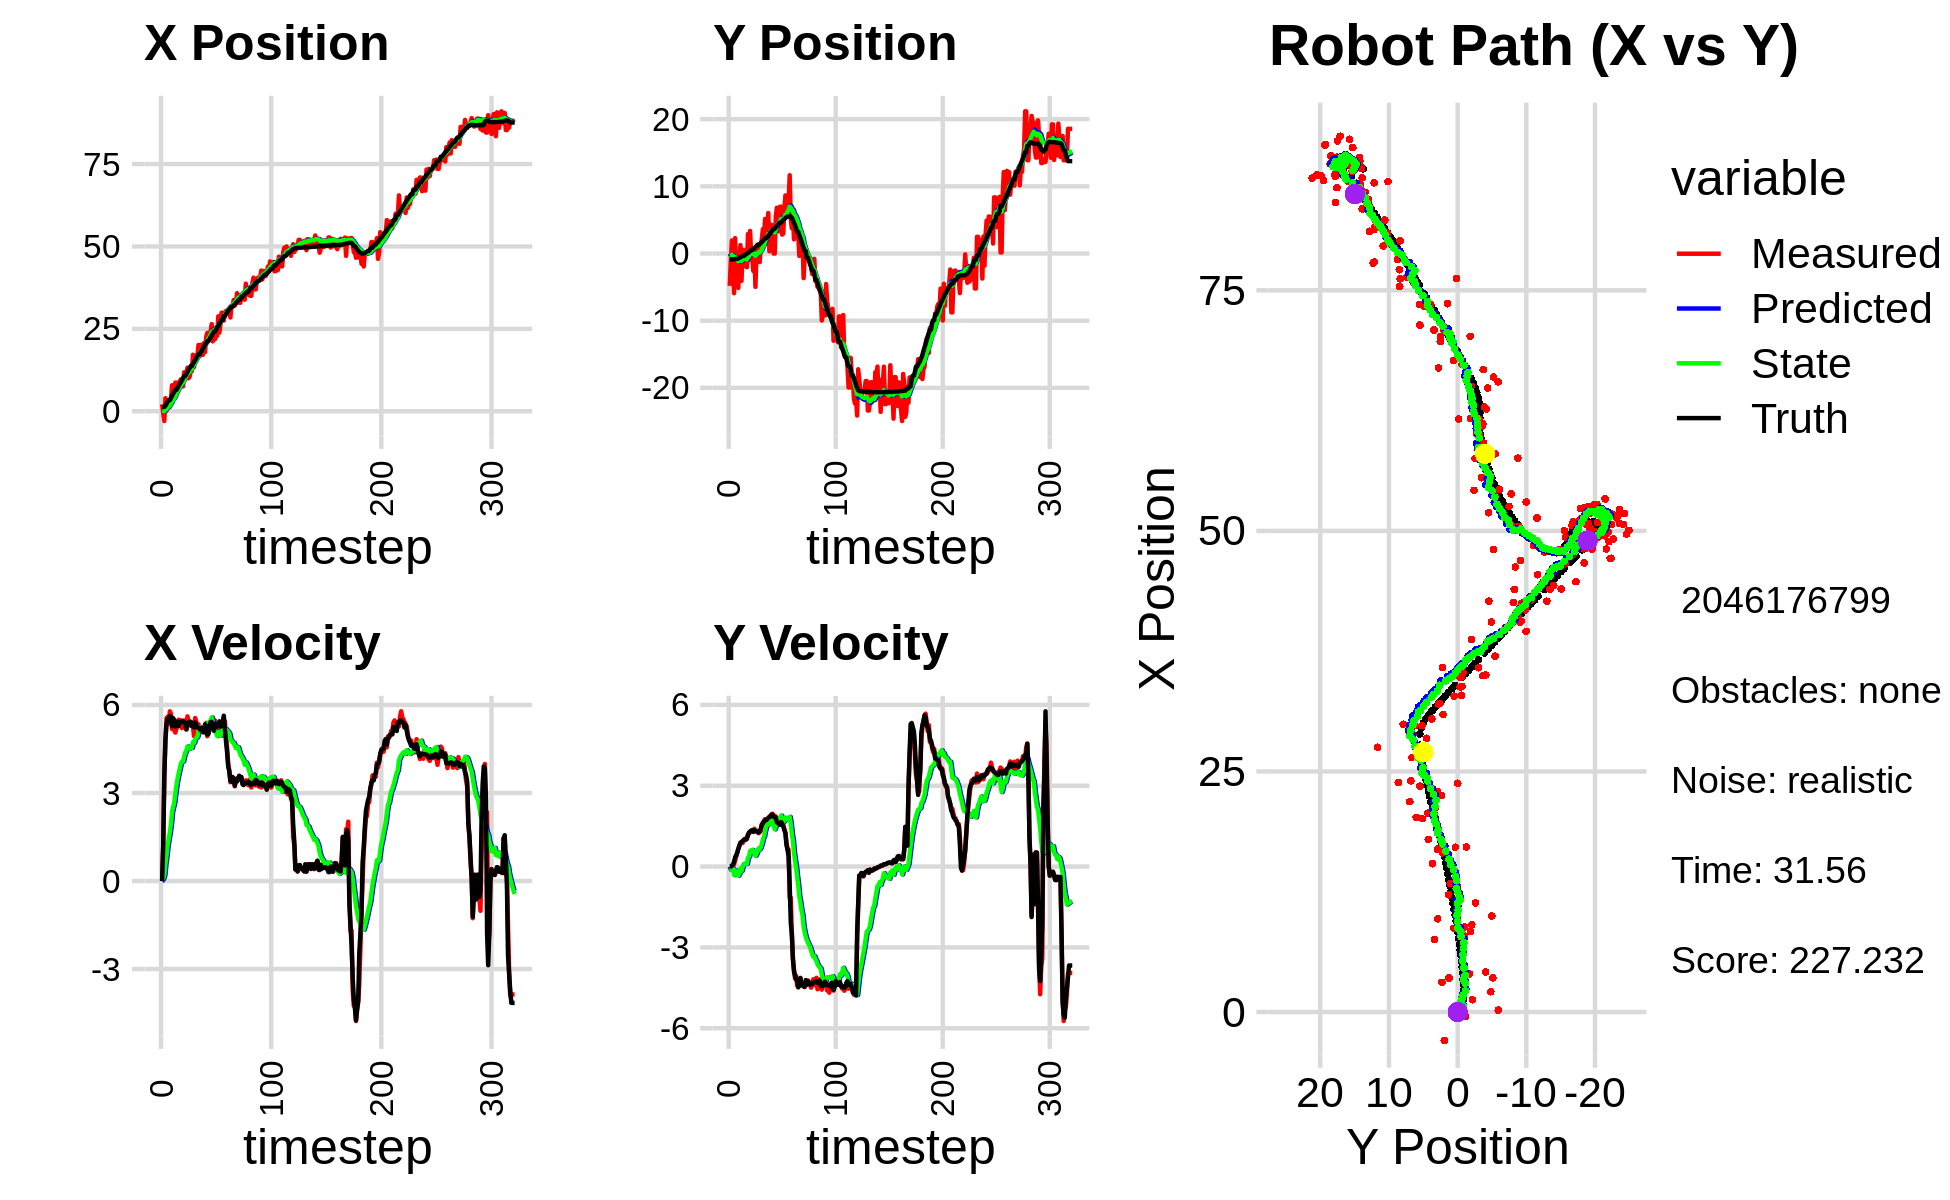 X Position
75
50
25
0
0
100
200
300
timestep
Y Position
20
10
0
-10
-20
0
100
200
300
timestep
X Velocity
6
3
0
-3
0
100
200
300
timestep
Y Velocity
6
3
0
-3
-6
0
100
200
300
timestep
Robot Path (X vs Y)
X Position
75
50
25
0
20 10 0 -10 -20
Y Position
variable
Measured
Predicted
State
Truth
2046176799
Obstacles: none
Noise: realistic
Time: 31.56
Score: 227.232